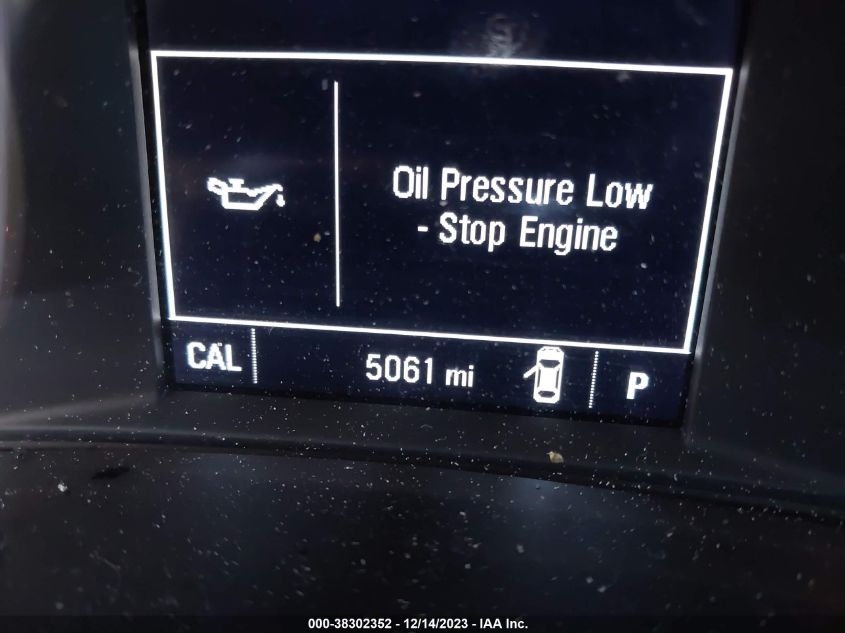 Oil Pressure Low
- Stop Engine
CAL 5061 mi P
000-38302352 - 12/14/2023 - IAA Inc.